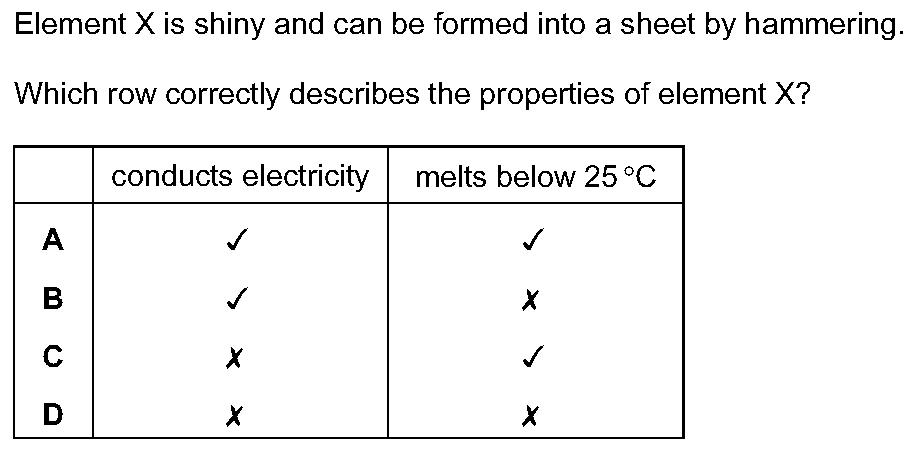 Element X is shiny and can be formed into a sheet by hammering.
Which row correctly describes the properties of element X?
conducts electricity melts below 25 °C
A ✓ ✓
B ✓ ✗
C ✗ ✓
D ✗ ✗